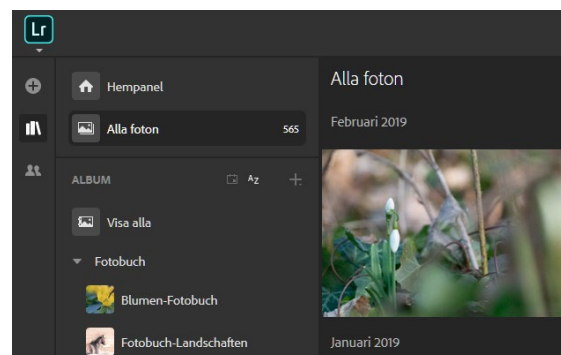 Lr
Hempanel
Alla foton
565
ALBUM
AZ
Visa alla
Fotobuch
Blumen-Fotobuch
Fotobuch-Landschaften
Alla foton
Februari 2019
Januari 2019